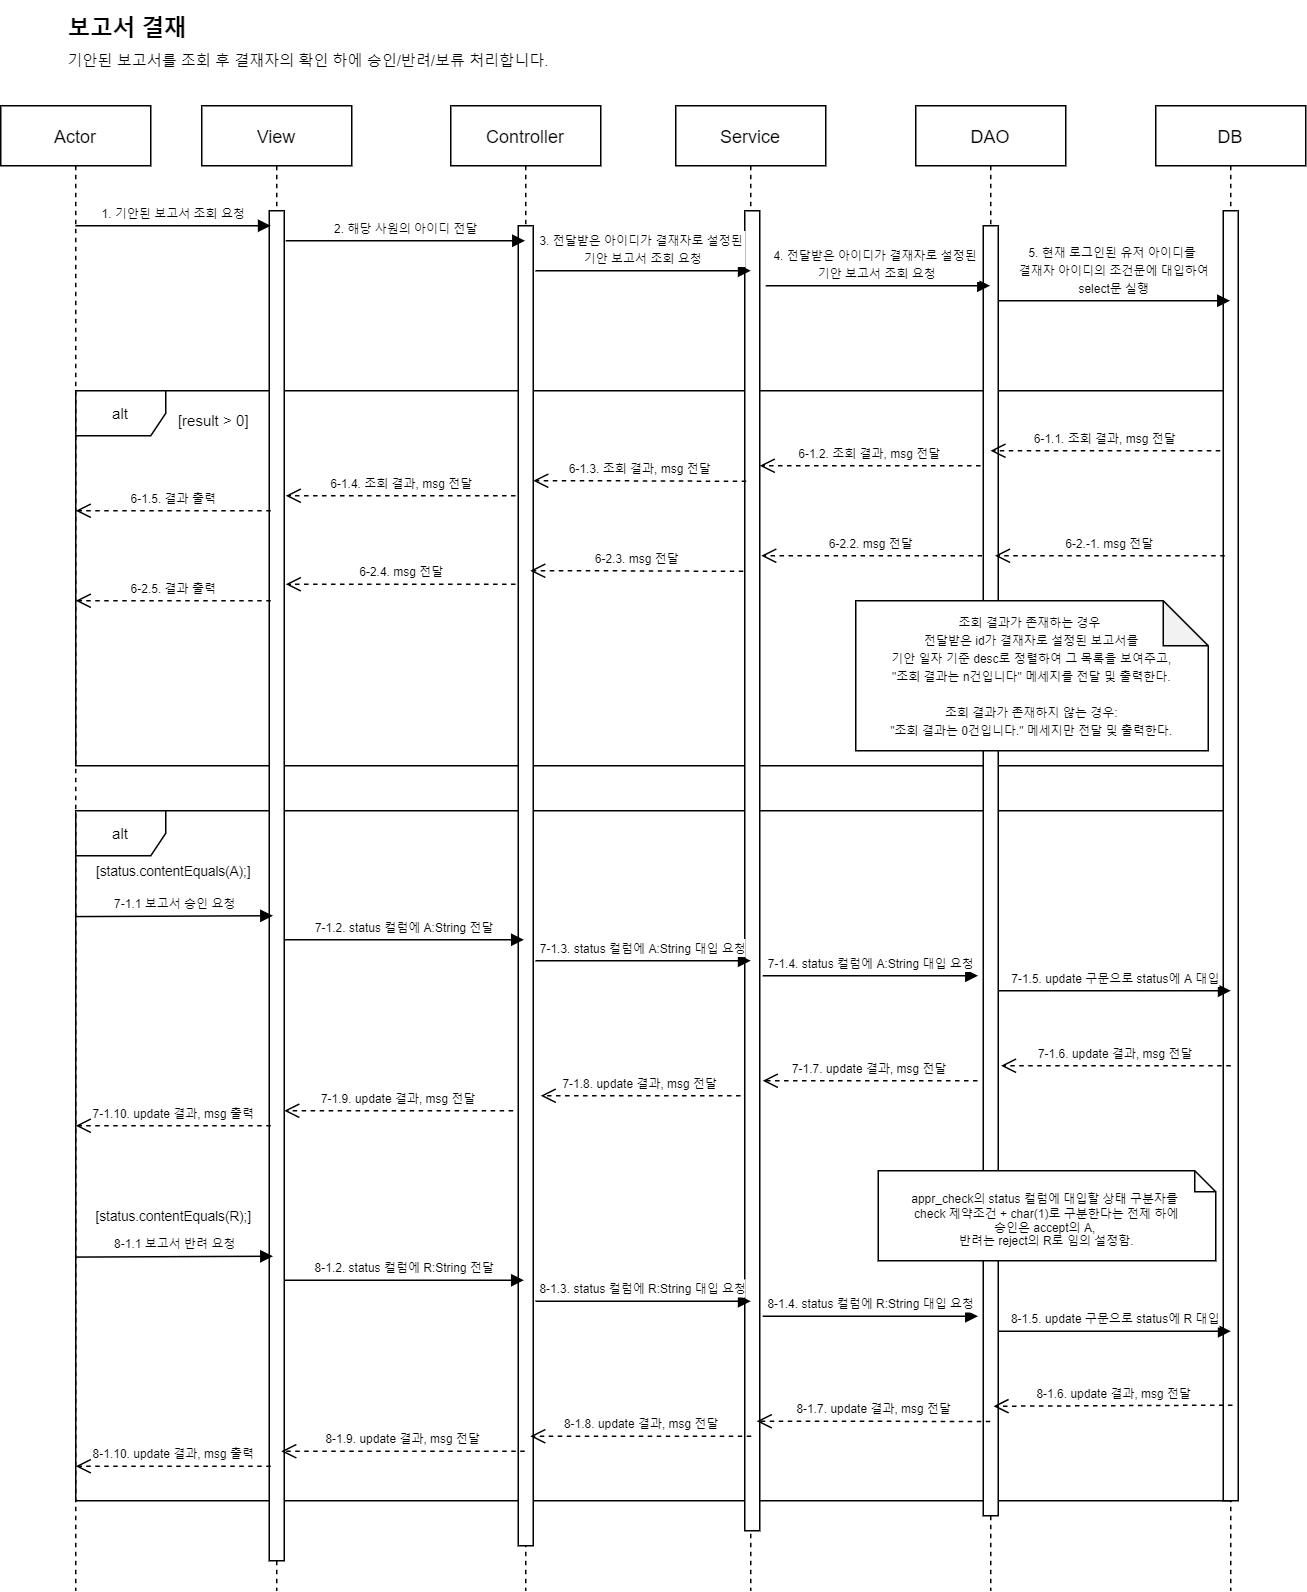 보고서 결재
기안된 보고서를 조회 후 결재자의 확인 하에 승인/반려/보류 처리합니다.
Actor
View
Controller
Service
DAO
DB
1. 기안된 보고서 조회 요청
2. 해당 사원의 아이디 전달
3. 전달받은 아이디가 결재자로 설정된
기안 보고서 조회 요청
4. 전달받은 아이디가 결재자로 설정된
기안 보고서 조회 요청
5. 현재 로그인된 유저 아이디를
결재자 아이디의 조건문에 대입하여
select문 실행
alt
[result > 0]
6-1.1. 조회 결과, msg 전달
6-1.2. 조회 결과, msg 전달
6-1.3. 조회 결과, msg 전달
6-1.4. 조회 결과, msg 전달
6-1.5. 결과 출력
6-2.-1. msg 전달
6-2.2. msg 전달
6-2.3. msg 전달
6-2.4. msg 전달
6-2.5. 결과 출력
조회 결과가 존재하는 경우
전달받은 id가 결재자로 설정된 보고서를
기안 일자 기준 desc로 정렬하여 그 목록을 보여주고,
"조회 결과는 n건입니다" 메세지를 전달 및 출력한다.
조회 결과가 존재하지 않는 경우:
"조회 결과는 0건입니다." 메세지만 전달 및 출력한다.
alt
[status.contentEquals(A);]
7-1.1 보고서 승인 요청
7-1.2. status 컬럼에 A:String 전달
7-1.3. status 컬럼에 A:String 대입 요청
7-1.4. status 컬럼에 A:String 대입 요청
7-1.5. update 구문으로 status에 A 대입
7-1.6. update 결과, msg 전달
7-1.7. update 결과, msg 전달
7-1.8. update 결과, msg 전달
7-1.9. update 결과, msg 전달
7-1.10. update 결과, msg 출력
appr_check의 status 컬럼에 대입할 상태 구분자를
check 제약조건 + char(1)로 구분한다는 전제 하에
승인은 accept의 A,
반려는 reject의 R로 임의 설정함.
[status.contentEquals(R);]
8-1.1 보고서 반려 요청
8-1.2. status 컬럼에 R:String 전달
8-1.3. status 컬럼에 R:String 대입 요청
8-1.4. status 컬럼에 R:String 대입 요청
8-1.5. update 구문으로 status에 R 대입
8-1.6. update 결과, msg 전달
8-1.7. update 결과, msg 전달
8-1.8. update 결과, msg 전달
8-1.9. update 결과, msg 전달
8-1.10. update 결과, msg 출력